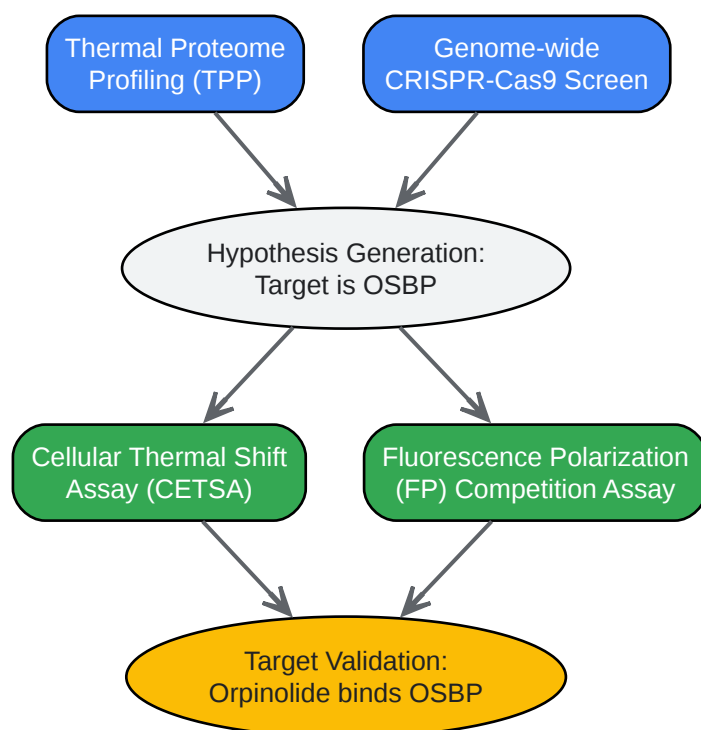 Thermal Proteome
Profiling (TPP)
Genome-wide
CRISPR-Cas9 Screen
Hypothesis Generation:
Target is OSBP
Cellular Thermal Shift
Assay (CETSA)
Fluorescence Polarization
(FP) Competition Assay
Target Validation:
Orpinolide binds OSBP